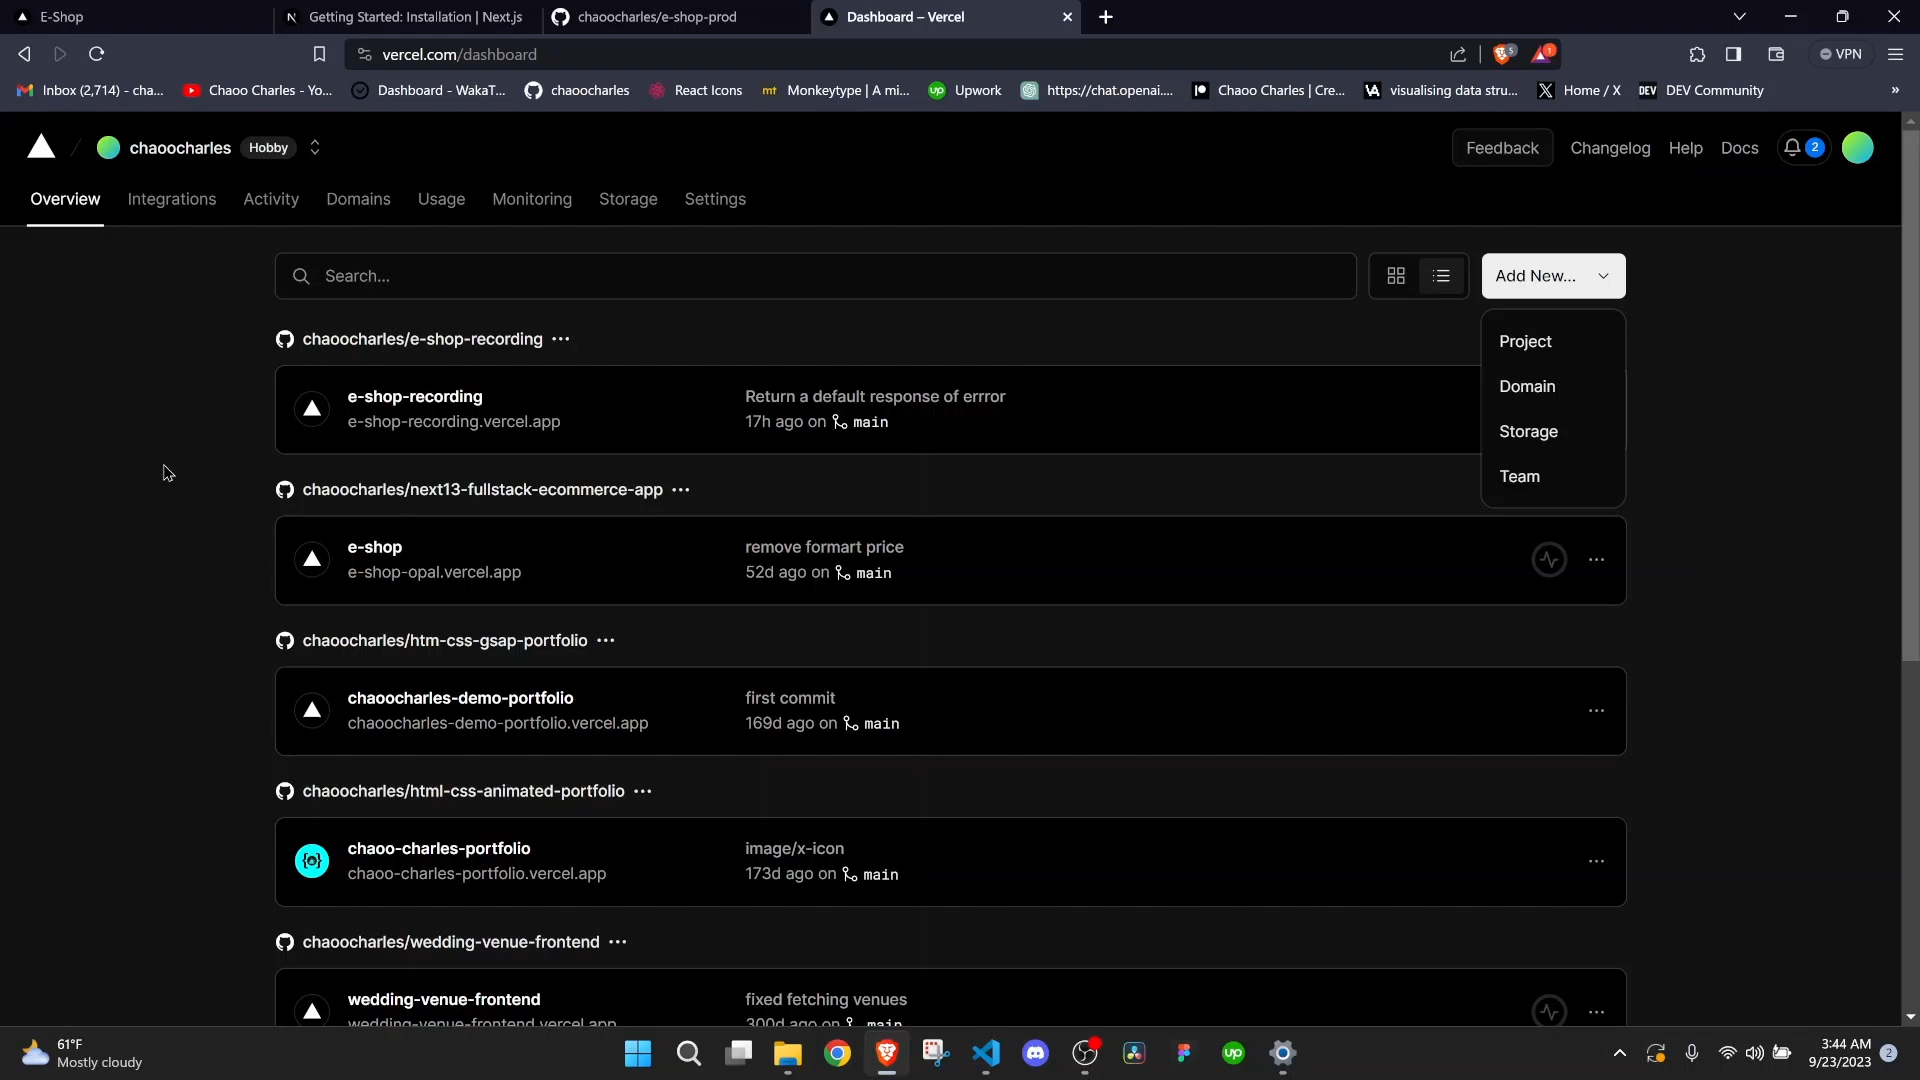 E-Shop
Getting Started: Installation | Next.js
chaoocharles/e-shop-prod
Dashboard – Vercel
vercel.com/dashboard
5
1
VPN
Inbox (2,714) - cha...
Chaoo Charles - Yo...
Dashboard - WakaT...
chaoocharles
React Icons
mt
Monkeytype | A mi...
up
Upwork
https://chat.openai....
Chaoo Charles | Cre...
VA
visualising data stru...
Home / X
DEV
DEV Community
»
chaoocharles
Hobby
Feedback
Changelog
Help
Docs
2
Overview
Integrations
Activity
Domains
Usage
Monitoring
Storage
Settings
Search...
Add New...
Project
Domain
Storage
Team
chaoocharles/e-shop-recording
e-shop-recording
e-shop-recording.vercel.app
Return a default response of errror
17h ago on main
chaoocharles/next13-fullstack-ecommerce-app
e-shop
e-shop-opal.vercel.app
remove formart price
52d ago on main
chaoocharles/htm-css-gsap-portfolio
chaoocharles-demo-portfolio
chaoocharles-demo-portfolio.vercel.app
first commit
169d ago on main
chaoocharles/html-css-animated-portfolio
chaoo-charles-portfolio
chaoo-charles-portfolio.vercel.app
image/x-icon
173d ago on main
chaoocharles/wedding-venue-frontend
wedding-venue-frontend
wedding-venue-frontend.vercel.app
fixed fetching venues
300d ago on main
61°F
Mostly cloudy
up
3:44 AM
9/23/2023
2